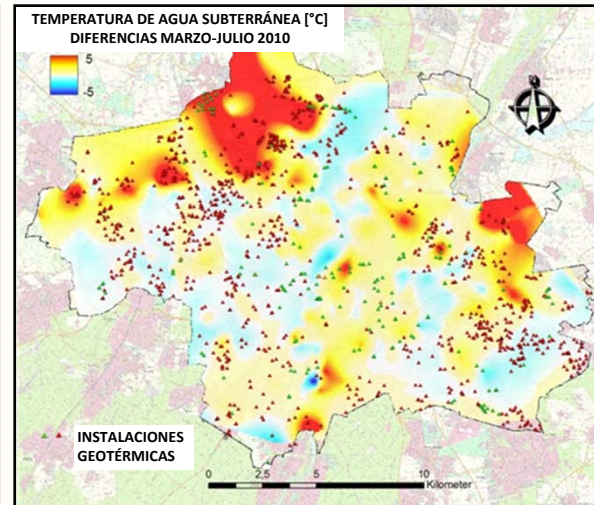 TEMPERATURA DE AGUA SUBTERRÁNEA [°C]
DIFERENCIAS MARZO-JULIO 2010
5
-5
INSTALACIONES
GEOTÉRMICAS
0 2,5 5 10
Kilometer